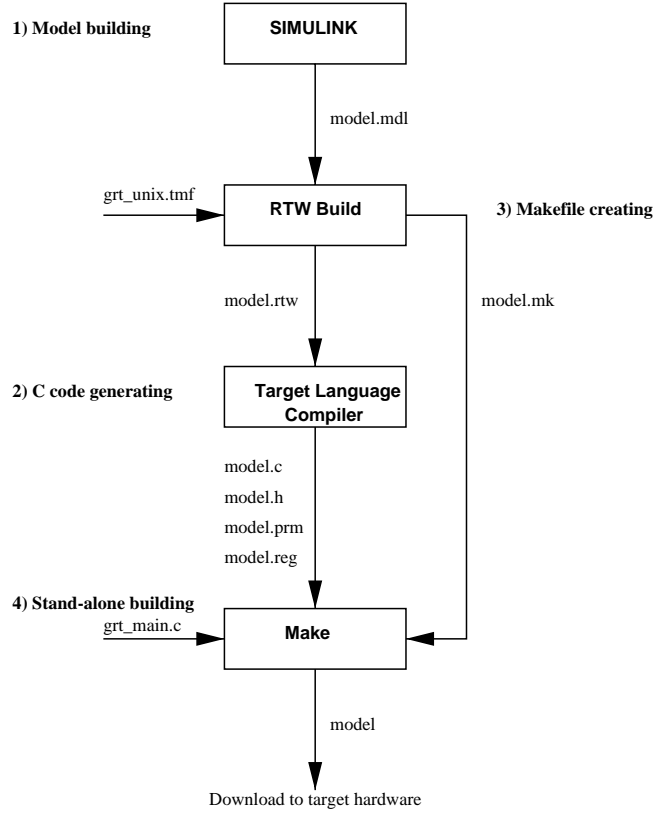 1) Model building
SIMULINK
model.mdl
grt_unix.tmf
RTW Build
3) Makefile creating
model.rtw
model.mk
2) C code generating
Target Language
Compiler
model.c
model.h
model.prm
model.reg
4) Stand-alone building
grt_main.c
Make
model
Download to target hardware